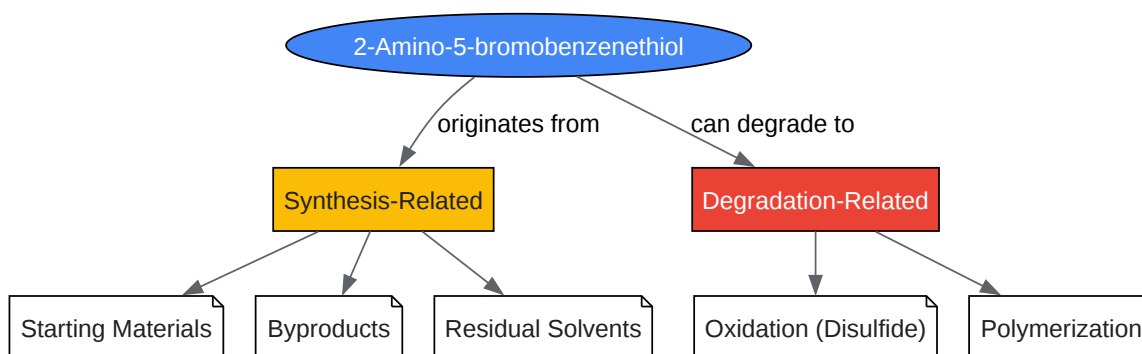 2-Amino-5-bromobenzenethiol
originates from
can degrade to
Synthesis-Related
Degradation-Related
Starting Materials
Byproducts
Residual Solvents
Oxidation (Disulfide)
Polymerization